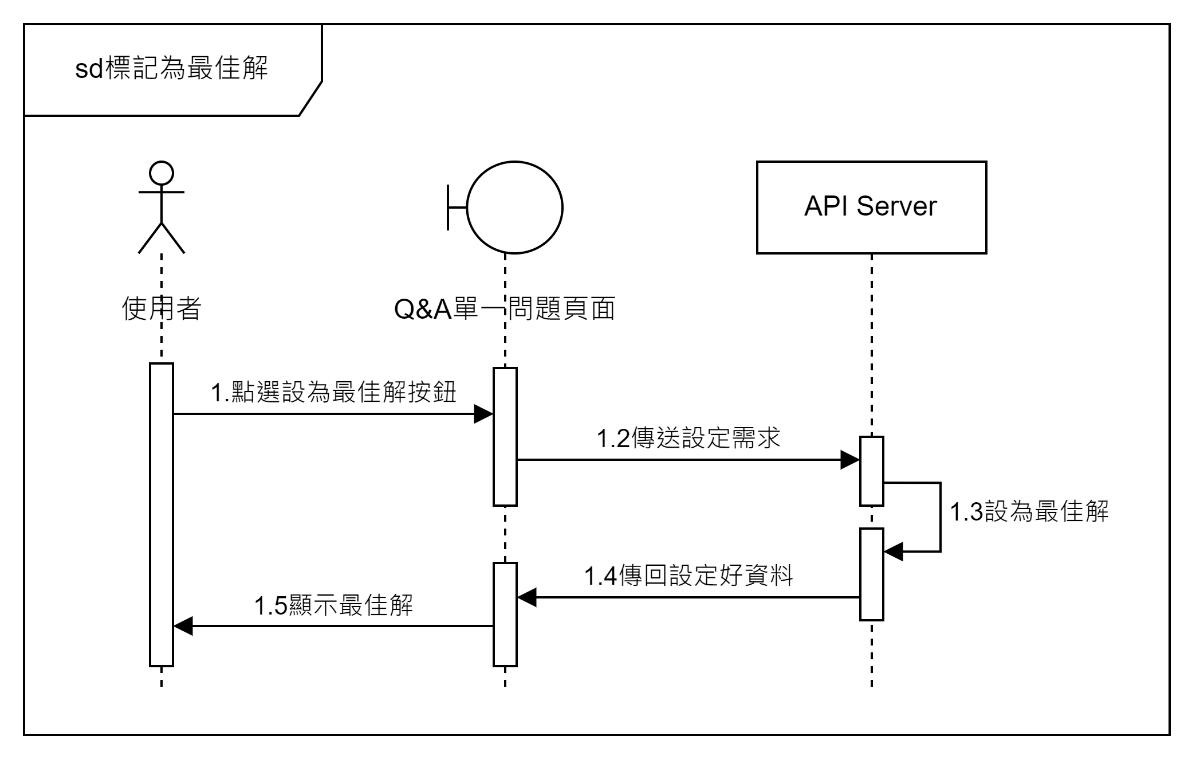 sd標記為最佳解
API Server
使用者
Q&A單一問題頁面
1.點選設為最佳解按鈕
1.2傳送設定需求
1.3設為最佳解
1.4傳回設定好資料
1.5顯示最佳解